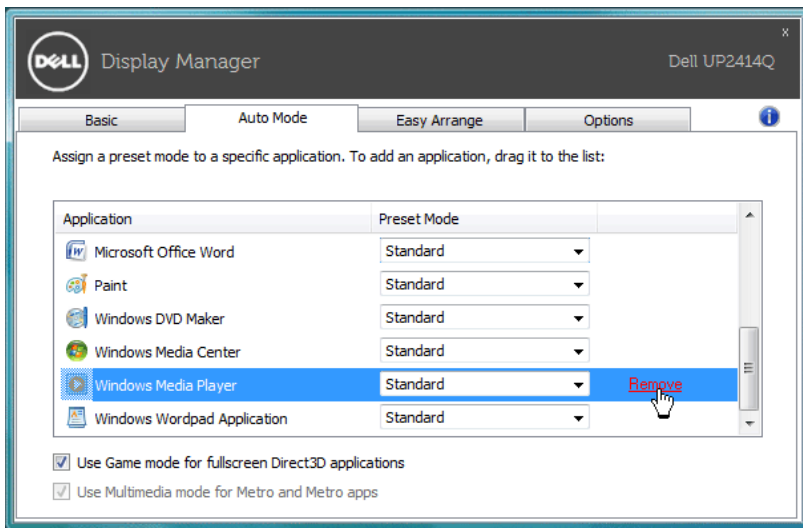 x
DELL Display Manager Dell UP2414Q
Basic Auto Mode Easy Arrange Options
Assign a preset mode to a specific application. To add an application, drag it to the list:
Application Preset Mode
Microsoft Office Word Standard
Paint Standard
Windows DVD Maker Standard
Windows Media Center Standard
Windows Media Player Standard Remove
Windows Wordpad Application Standard
Use Game mode for fullscreen Direct3D applications
Use Multimedia mode for Metro and Metro apps